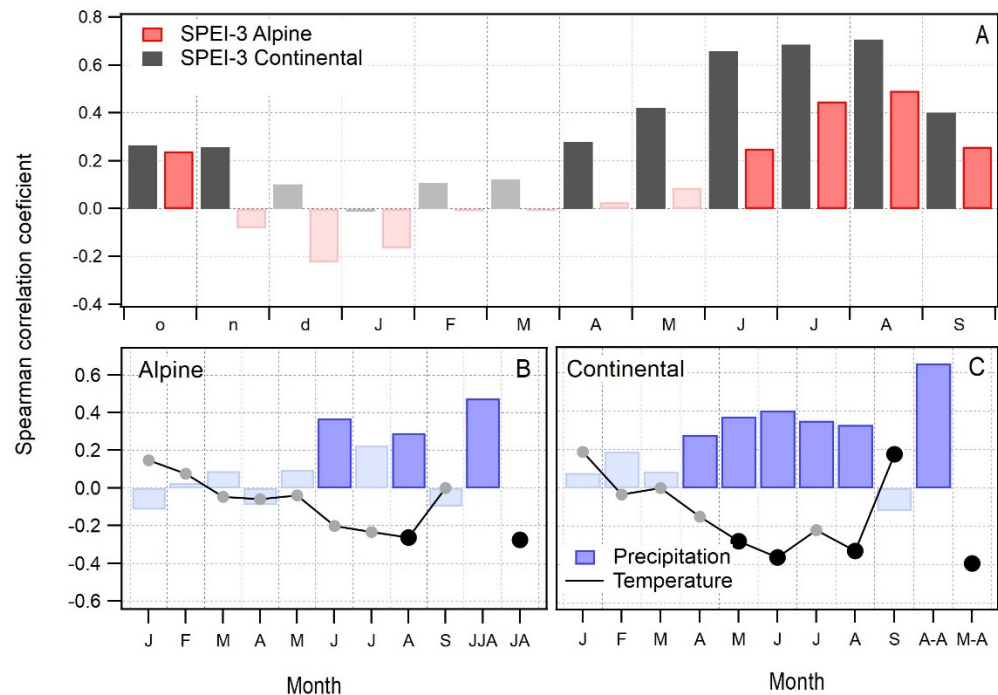 0.8
0.6
0.4
0.2
0.0
-0.2
-0.4
SPEI-3 Alpine
SPEI-3 Continental
A
o n d J F M A M J J A S
Spearman correlation coeficient
0.6
0.4
0.2
0.0
-0.2
-0.4
-0.6
Alpine
B
J F M A M J J A S JJA JA
Month
Continental
C
Precipitation
Temperature
J F M A M J J A S A-A M-A
Month